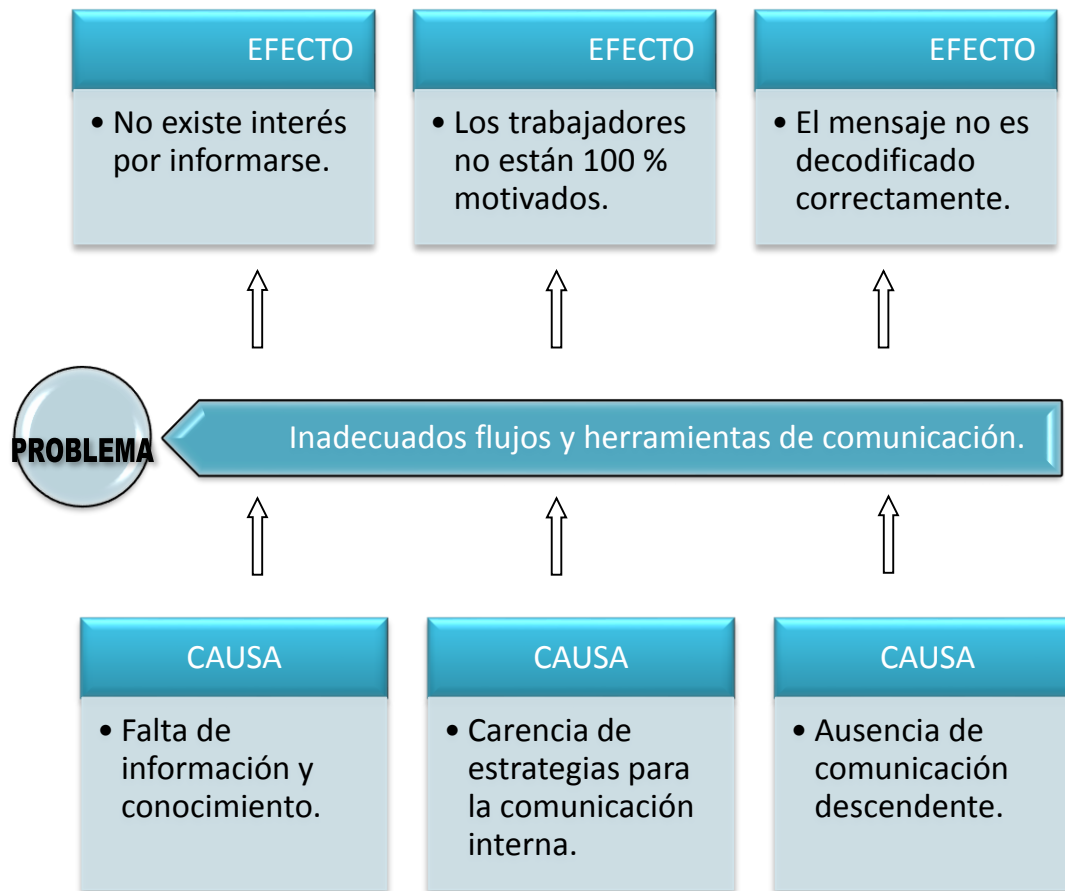 EFECTO
• No existe interés
por informarse.
EFECTO
• Los trabajadores
no están 100 %
motivados.
EFECTO
• El mensaje no es
decodificado
correctamente.
PROBLEMA
Inadecuados flujos y herramientas de comunicación.
CAUSA
• Falta de
información y
conocimiento.
CAUSA
• Carencia de
estrategias para
la comunicación
interna.
CAUSA
• Ausencia de
comunicación
descendente.